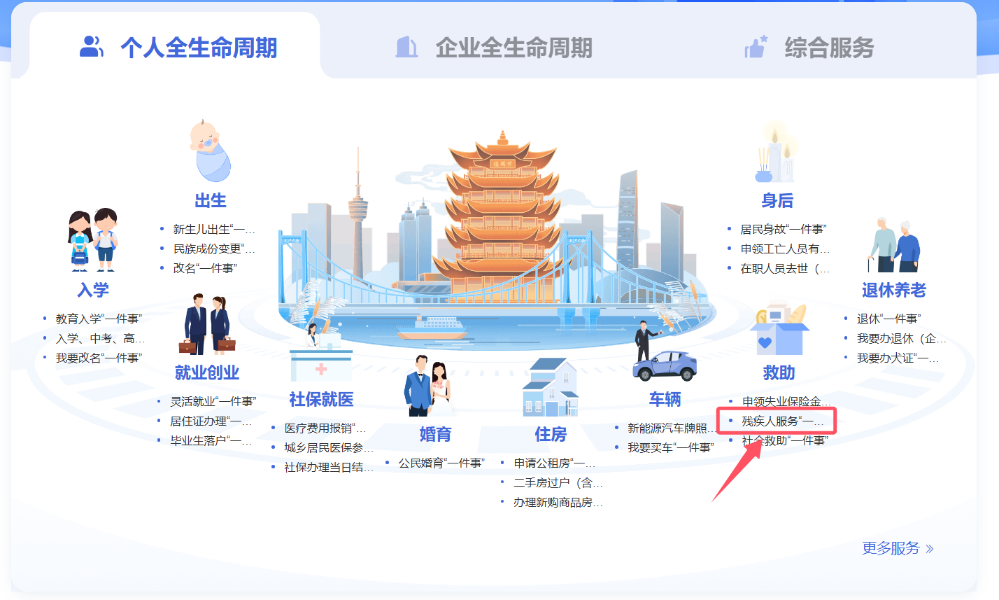 个人全生命周期
企业全生命周期
综合服务
出生
新生儿出生“一...
民族成份变更“...
改名“一件事”
身后
居民身故“一件事”
申领工亡人员有...
在职人员去世（...
入学
教育入学“一件事”
入学、中考、高...
我要改名“一件事”
退休养老
退休“一件事”
我要办退休（企...
我要办犬证“一...
就业创业
灵活就业“一件事”
居住证办理“一...
毕业生落户“一...
社保就医
医疗费用报销“...
城乡居民医保参...
社保办理当日结...
婚育
公民婚育“一件事”
住房
申请公租房“一...
二手房过户（含...
办理新购商品房...
车辆
新能源汽车牌照...
我要买车“一件事”
救助
申领失业保险金...
残疾人服务“一...
社会救助“一件事”
更多服务 »